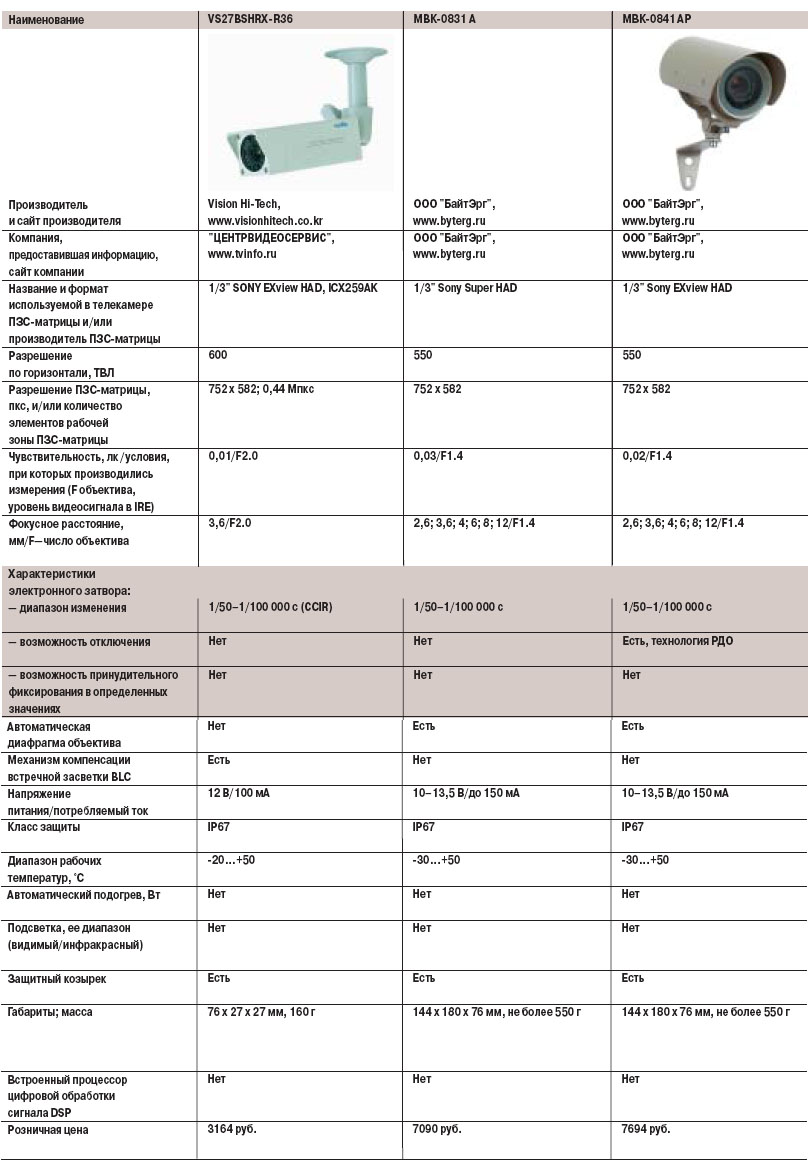 Наименование VS27BSHRX-R36 МВК-0831 А МВК-0841 АР
Производитель Vision Hi-Tech, ООО "БайтЭрг", ООО "БайтЭрг",
и сайт производителя www.visionhitech.co.kr www.byterg.ru www.byterg.ru
Компания, "ЦЕНТРВИДЕОСЕРВИС", ООО "БайтЭрг", ООО "БайтЭрг",
предоставившая информацию, www.tvinfo.ru www.byterg.ru www.byterg.ru
сайт компании
Название и формат 1/3" SONY EXview HAD, ICX259AK 1/3" Sony Super HAD 1/3" Sony EXview HAD
используемой в телекамере
ПЗС-матрицы и/или
производитель ПЗС-матрицы
Разрешение 600 550 550
по горизонтали, ТВЛ
Разрешение ПЗС-матрицы, 752 x 582; 0,44 Мпкс 752 x 582 752 x 582
пкс, и/или количество
элементов рабочей
зоны ПЗС-матрицы
Чувствительность, лк /условия, 0,01/F2.0 0,03/F1.4 0,02/F1.4
при которых производились
измерения (F объектива,
уровень видеосигнала в IRE)
Фокусное расстояние, 3,6/F2.0 2,6; 3,6; 4; 6; 8; 12/F1.4 2,6; 3,6; 4; 6; 8; 12/F1.4
мм/F—число объектива
Характеристики
электронного затвора:
— диапазон изменения 1/50–1/100 000 с (CCIR) 1/50–1/100 000 с 1/50–1/100 000 с
— возможность отключения Нет Нет Есть, технология РДО
— возможность принудительного Нет Нет Нет
фиксирования в определенных
значениях
Автоматическая Нет Есть Есть
диафрагма объектива
Механизм компенсации Есть Нет Нет
встречной засветки BLC
Напряжение 12 В/100 мА 10–13,5 В/до 150 мА 10–13,5 В/до 150 мА
питания/потребляемый ток
Класс защиты IP67 IP67 IP67
Диапазон рабочих -20...+50 -30...+50 -30...+50
температур, °С
Автоматический подогрев, Вт Нет Нет Нет
Подсветка, ее диапазон Нет Нет Нет
(видимый/инфракрасный)
Защитный козырек Есть Есть Есть
Габариты; масса 76 x 27 x 27 мм, 160 г 144 x 180 x 76 мм, не более 550 г 144 x 180 x 76 мм, не более 550 г
Встроенный процессор Нет Нет Нет
цифровой обработки
сигнала DSP
Розничная цена 3164 руб. 7090 руб. 7694 руб.